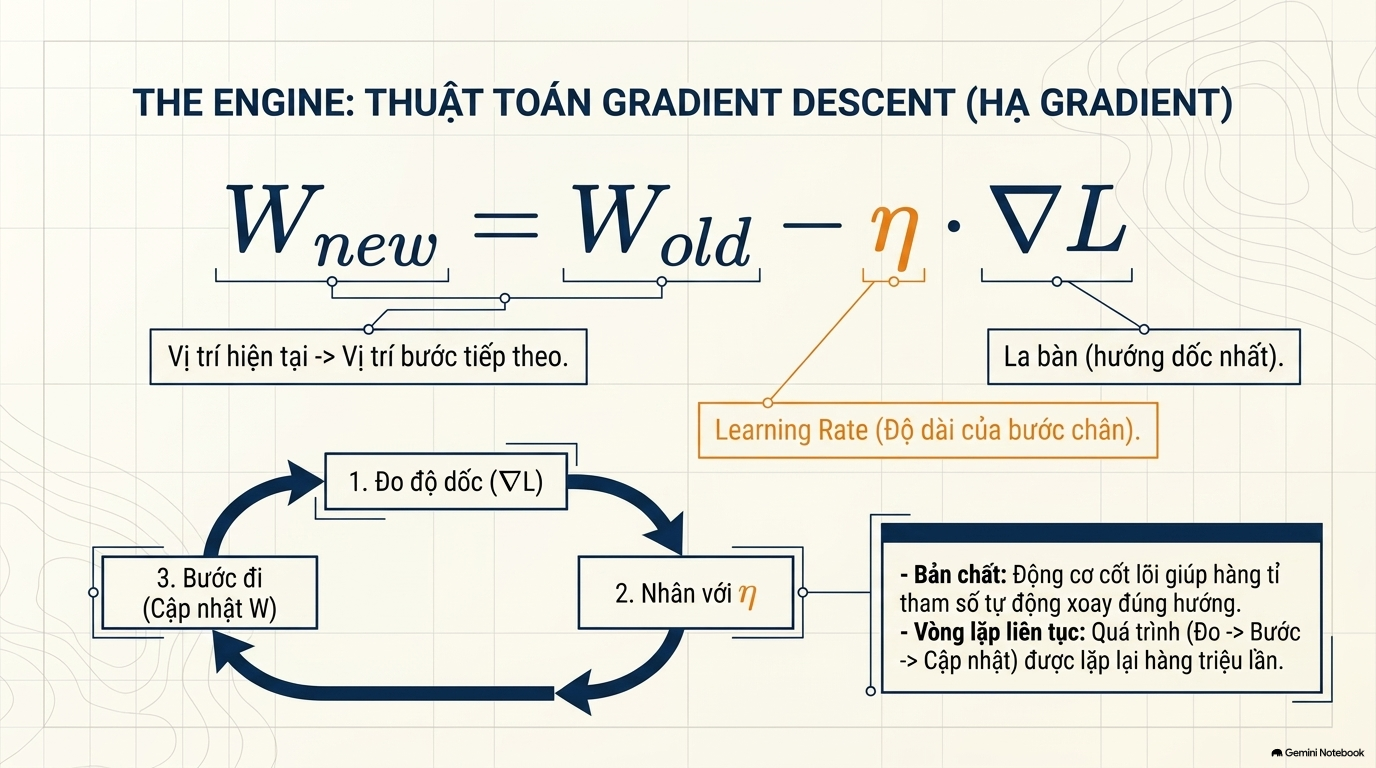 THE ENGINE: THUẬT TOÁN GRADIENT DESCENT (HẠ GRADIENT)
W_new = W_old − η · ∇L
Vị trí hiện tại -> Vị trí bước tiếp theo.
La bàn (hướng dốc nhất).
Learning Rate (Độ dài của bước chân).
1. Đo độ dốc (∇L)
2. Nhân với η
3. Bước đi
(Cập nhật W)
- Bản chất: Động cơ cốt lõi giúp hàng tỉ
tham số tự động xoay đúng hướng.
- Vòng lặp liên tục: Quá trình (Đo -> Bước
-> Cập nhật) được lặp lại hàng triệu lần.
Gemini Notebook